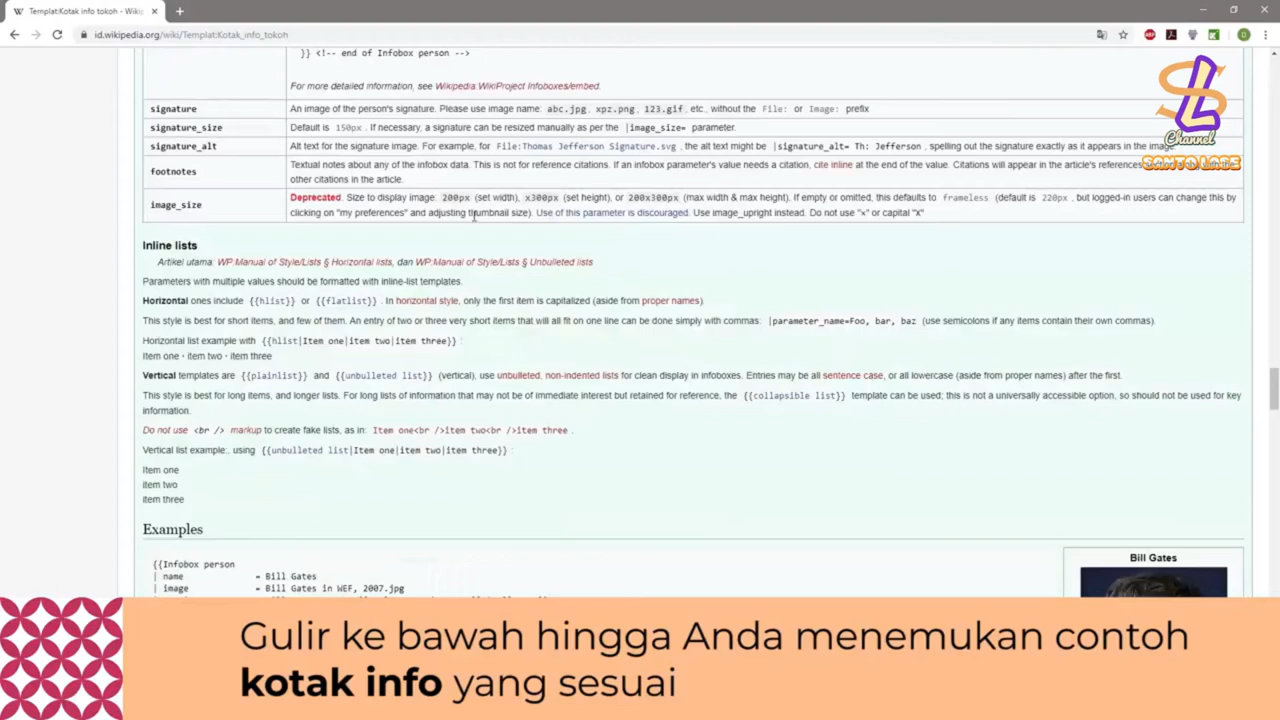 Templat:Kotak info tokoh - Wiki
id.wikipedia.org/wiki/Templat:Kotak_info_tokoh
}} <!-- end of Infobox person -->
For more detailed information, see Wikipedia:WikiProject Infoboxes/embed.
signature An image of the person's signature. Please use image name: abc.jpg, xpz.png, 123.gif, etc., without the File: or Image: prefix
signature_size Default is 150px. If necessary, a signature can be resized manually as per the |image_size= parameter.
signature_alt Alt text for the signature image. For example, for File:Thomas Jefferson Signature.svg, the alt text might be |signature_alt= Th: Jefferson, spelling out the signature exactly as it appears in the image
footnotes Textual notes about any of the infobox data. This is not for reference citations. If an infobox parameter's value needs a citation, cite inline at the end of the value. Citations will appear in the article's references
other citations in the article.
image_size Deprecated. Size to display image: 200px (set width), x300px (set height), or 200x300px (max width & max height). If empty or omitted, this defaults to frameless (default is 220px, but logged-in users can change this by
clicking on "my preferences" and adjusting thumbnail size). Use of this parameter is discouraged. Use image_upright instead. Do not use "×" or capital "X"
SL
Channel
SANTO LASE
Inline lists
Artikel utama: WP:Manual of Style/Lists § Horizontal lists, dan WP:Manual of Style/Lists § Unbulleted lists
Parameters with multiple values should be formatted with inline-list templates.
Horizontal ones include {{hlist}} or {{flatlist}}. In horizontal style, only the first item is capitalized (aside from proper names).
This style is best for short items, and few of them. An entry of two or three very short items that will all fit on one line can be done simply with commas: |parameter_name=Foo, bar, baz (use semicolons if any items contain their own commas).
Horizontal list example with {{hlist|Item one|item two|item three}}:
Item one · item two · item three
Vertical templates are {{plainlist}} and {{unbulleted list}} (vertical), use unbulleted, non-indented lists for clean display in infoboxes. Entries may be all sentence case, or all lowercase (aside from proper names) after the first.
This style is best for long items, and longer lists. For long lists of information that may not be of immediate interest but retained for reference, the {{collapsible list}} template can be used; this is not a universally accessible option, so should not be used for key
information.
Do not use <br /> markup to create fake lists, as in: Item one<br />item two<br />item three.
Vertical list example:, using {{unbulleted list|Item one|item two|item three}}:
Item one
item two
item three
Examples
{{Infobox person
| name = Bill Gates
| image = Bill Gates in WEF, 2007.jpg
Bill Gates
Gulir ke bawah hingga Anda menemukan contoh
kotak info yang sesuai